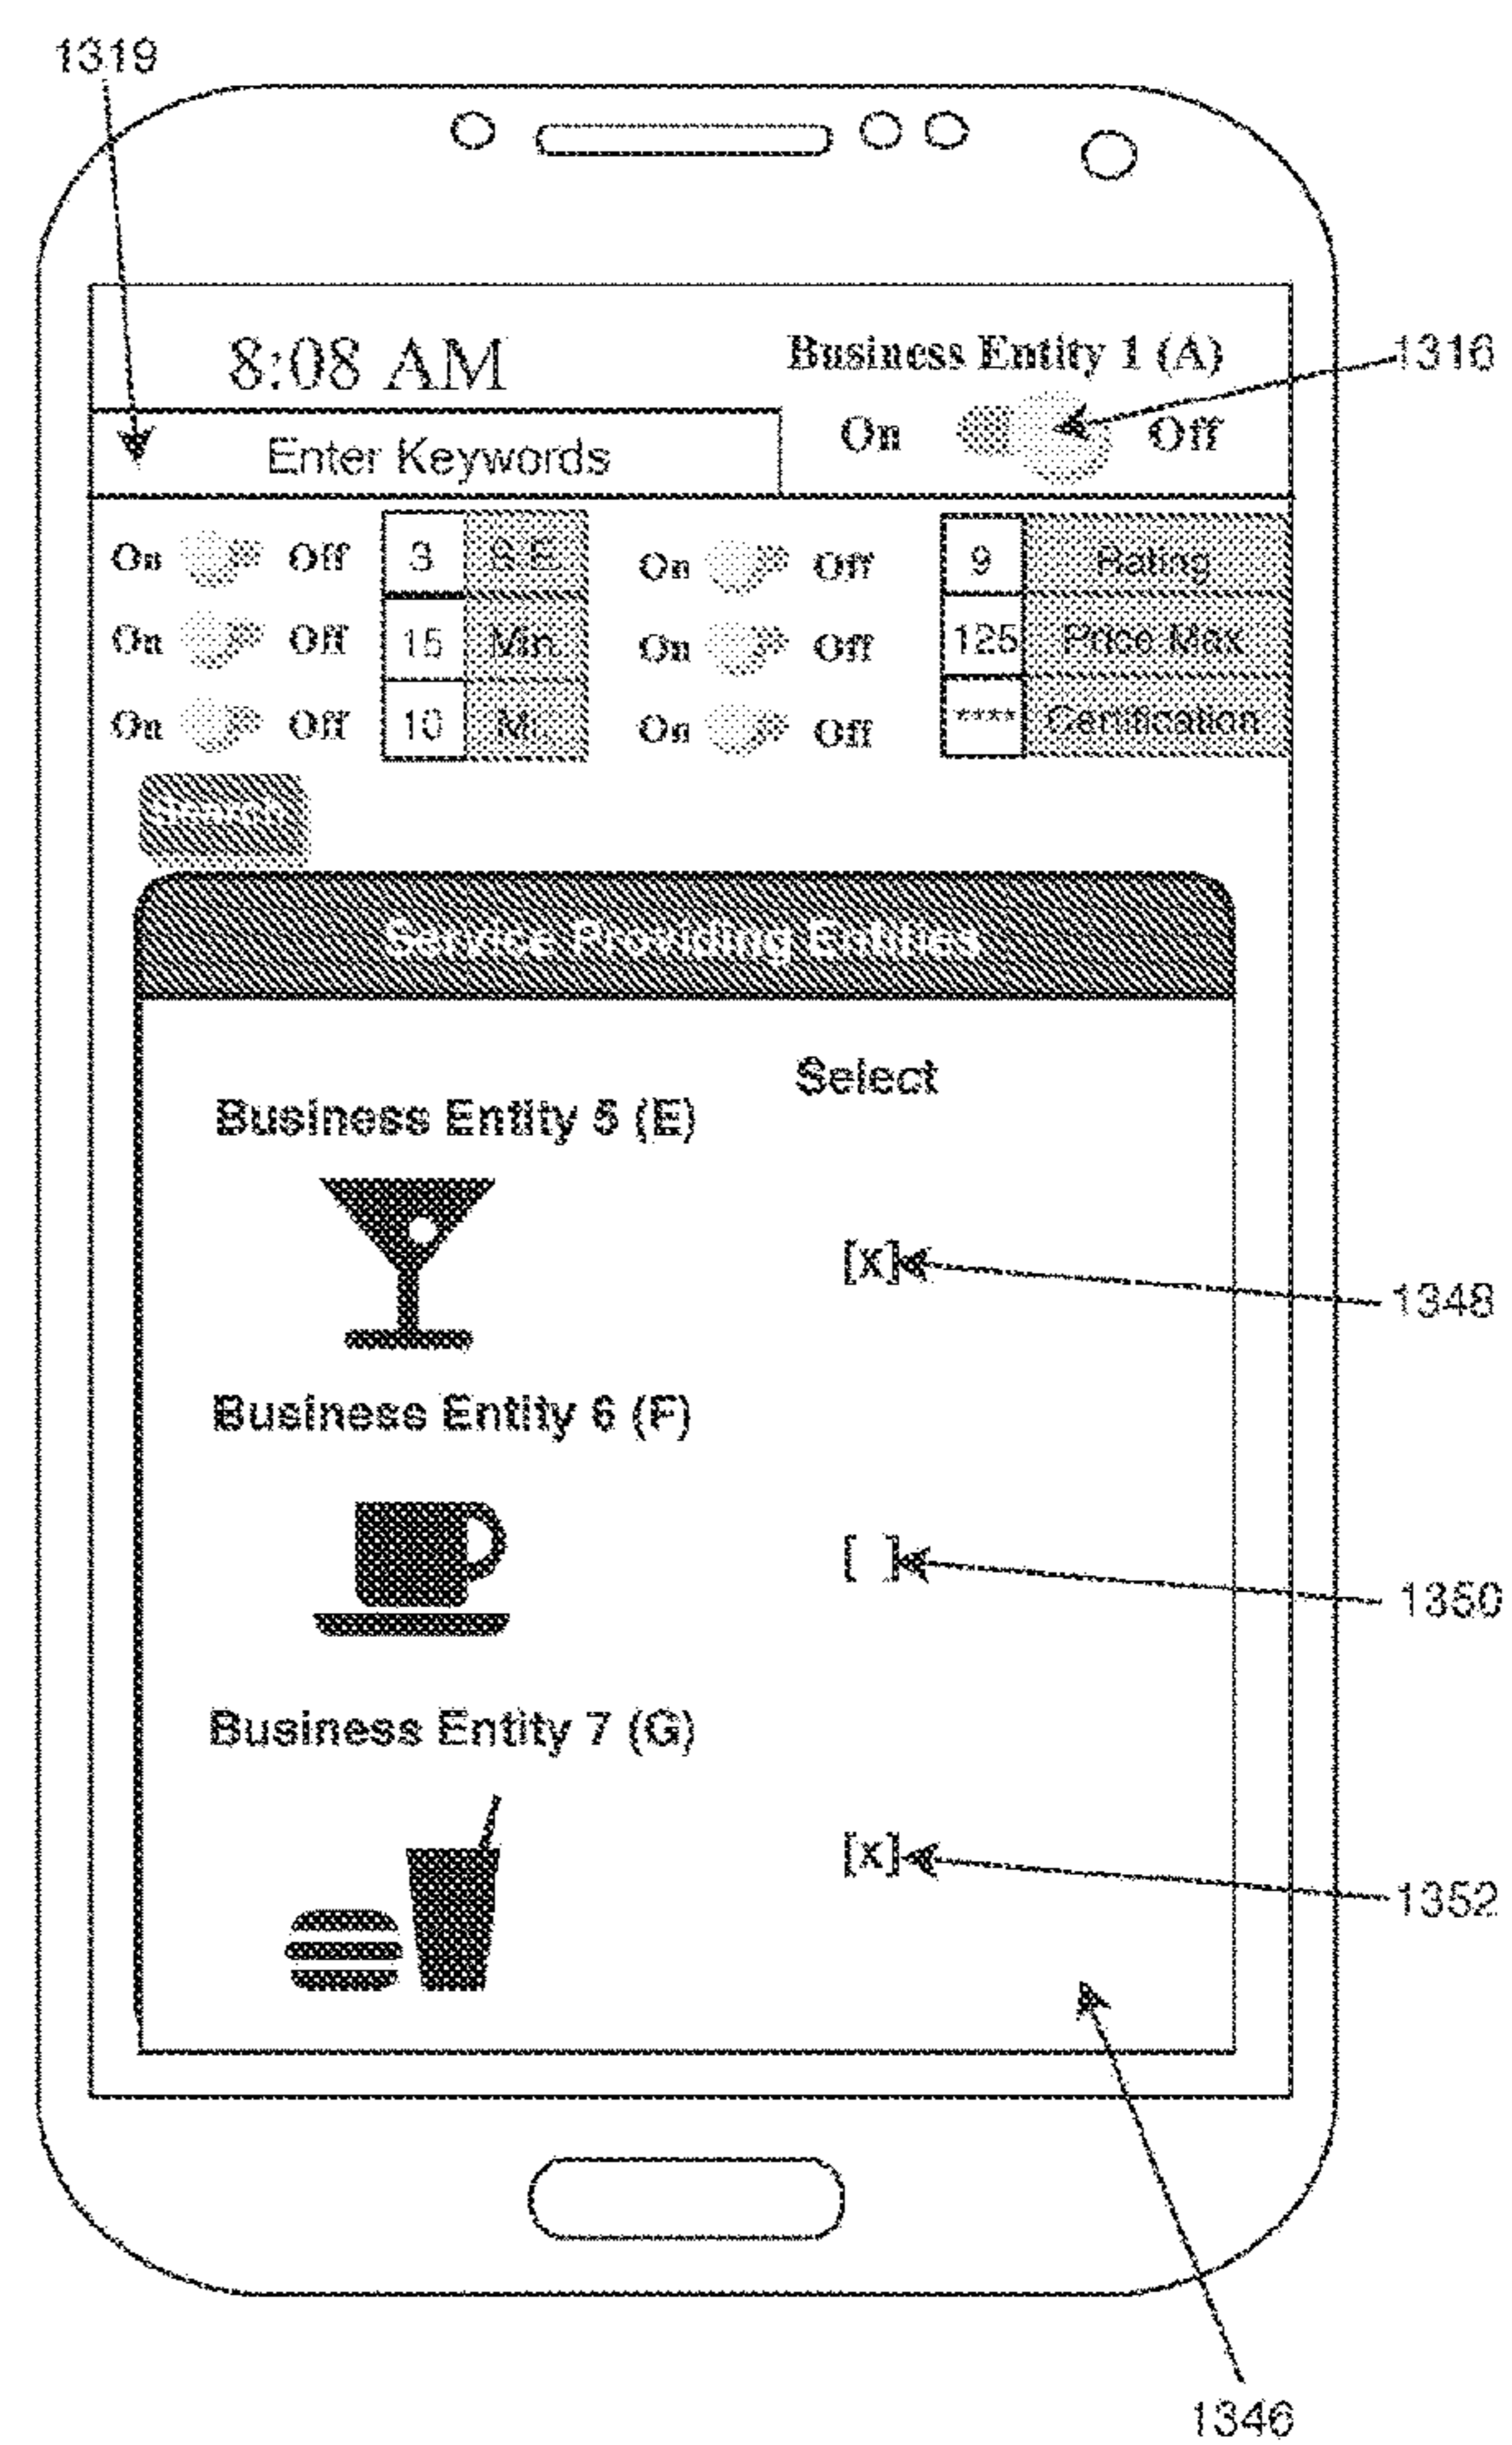 1319
8:08 AM
Business Entity 1 (A)
1316
On Off
Enter Keywords
On Off 3 S.E. On Off 9 Rating
On Off 15 Min. On Off 125 Price Max
On Off 10 Mi. On Off **** Certification
Search
Service Providing Entities
Select
Business Entity 5 (E)
[x]
1348
Business Entity 6 (F)
[ ]
1350
Business Entity 7 (G)
[x]
1352
1346